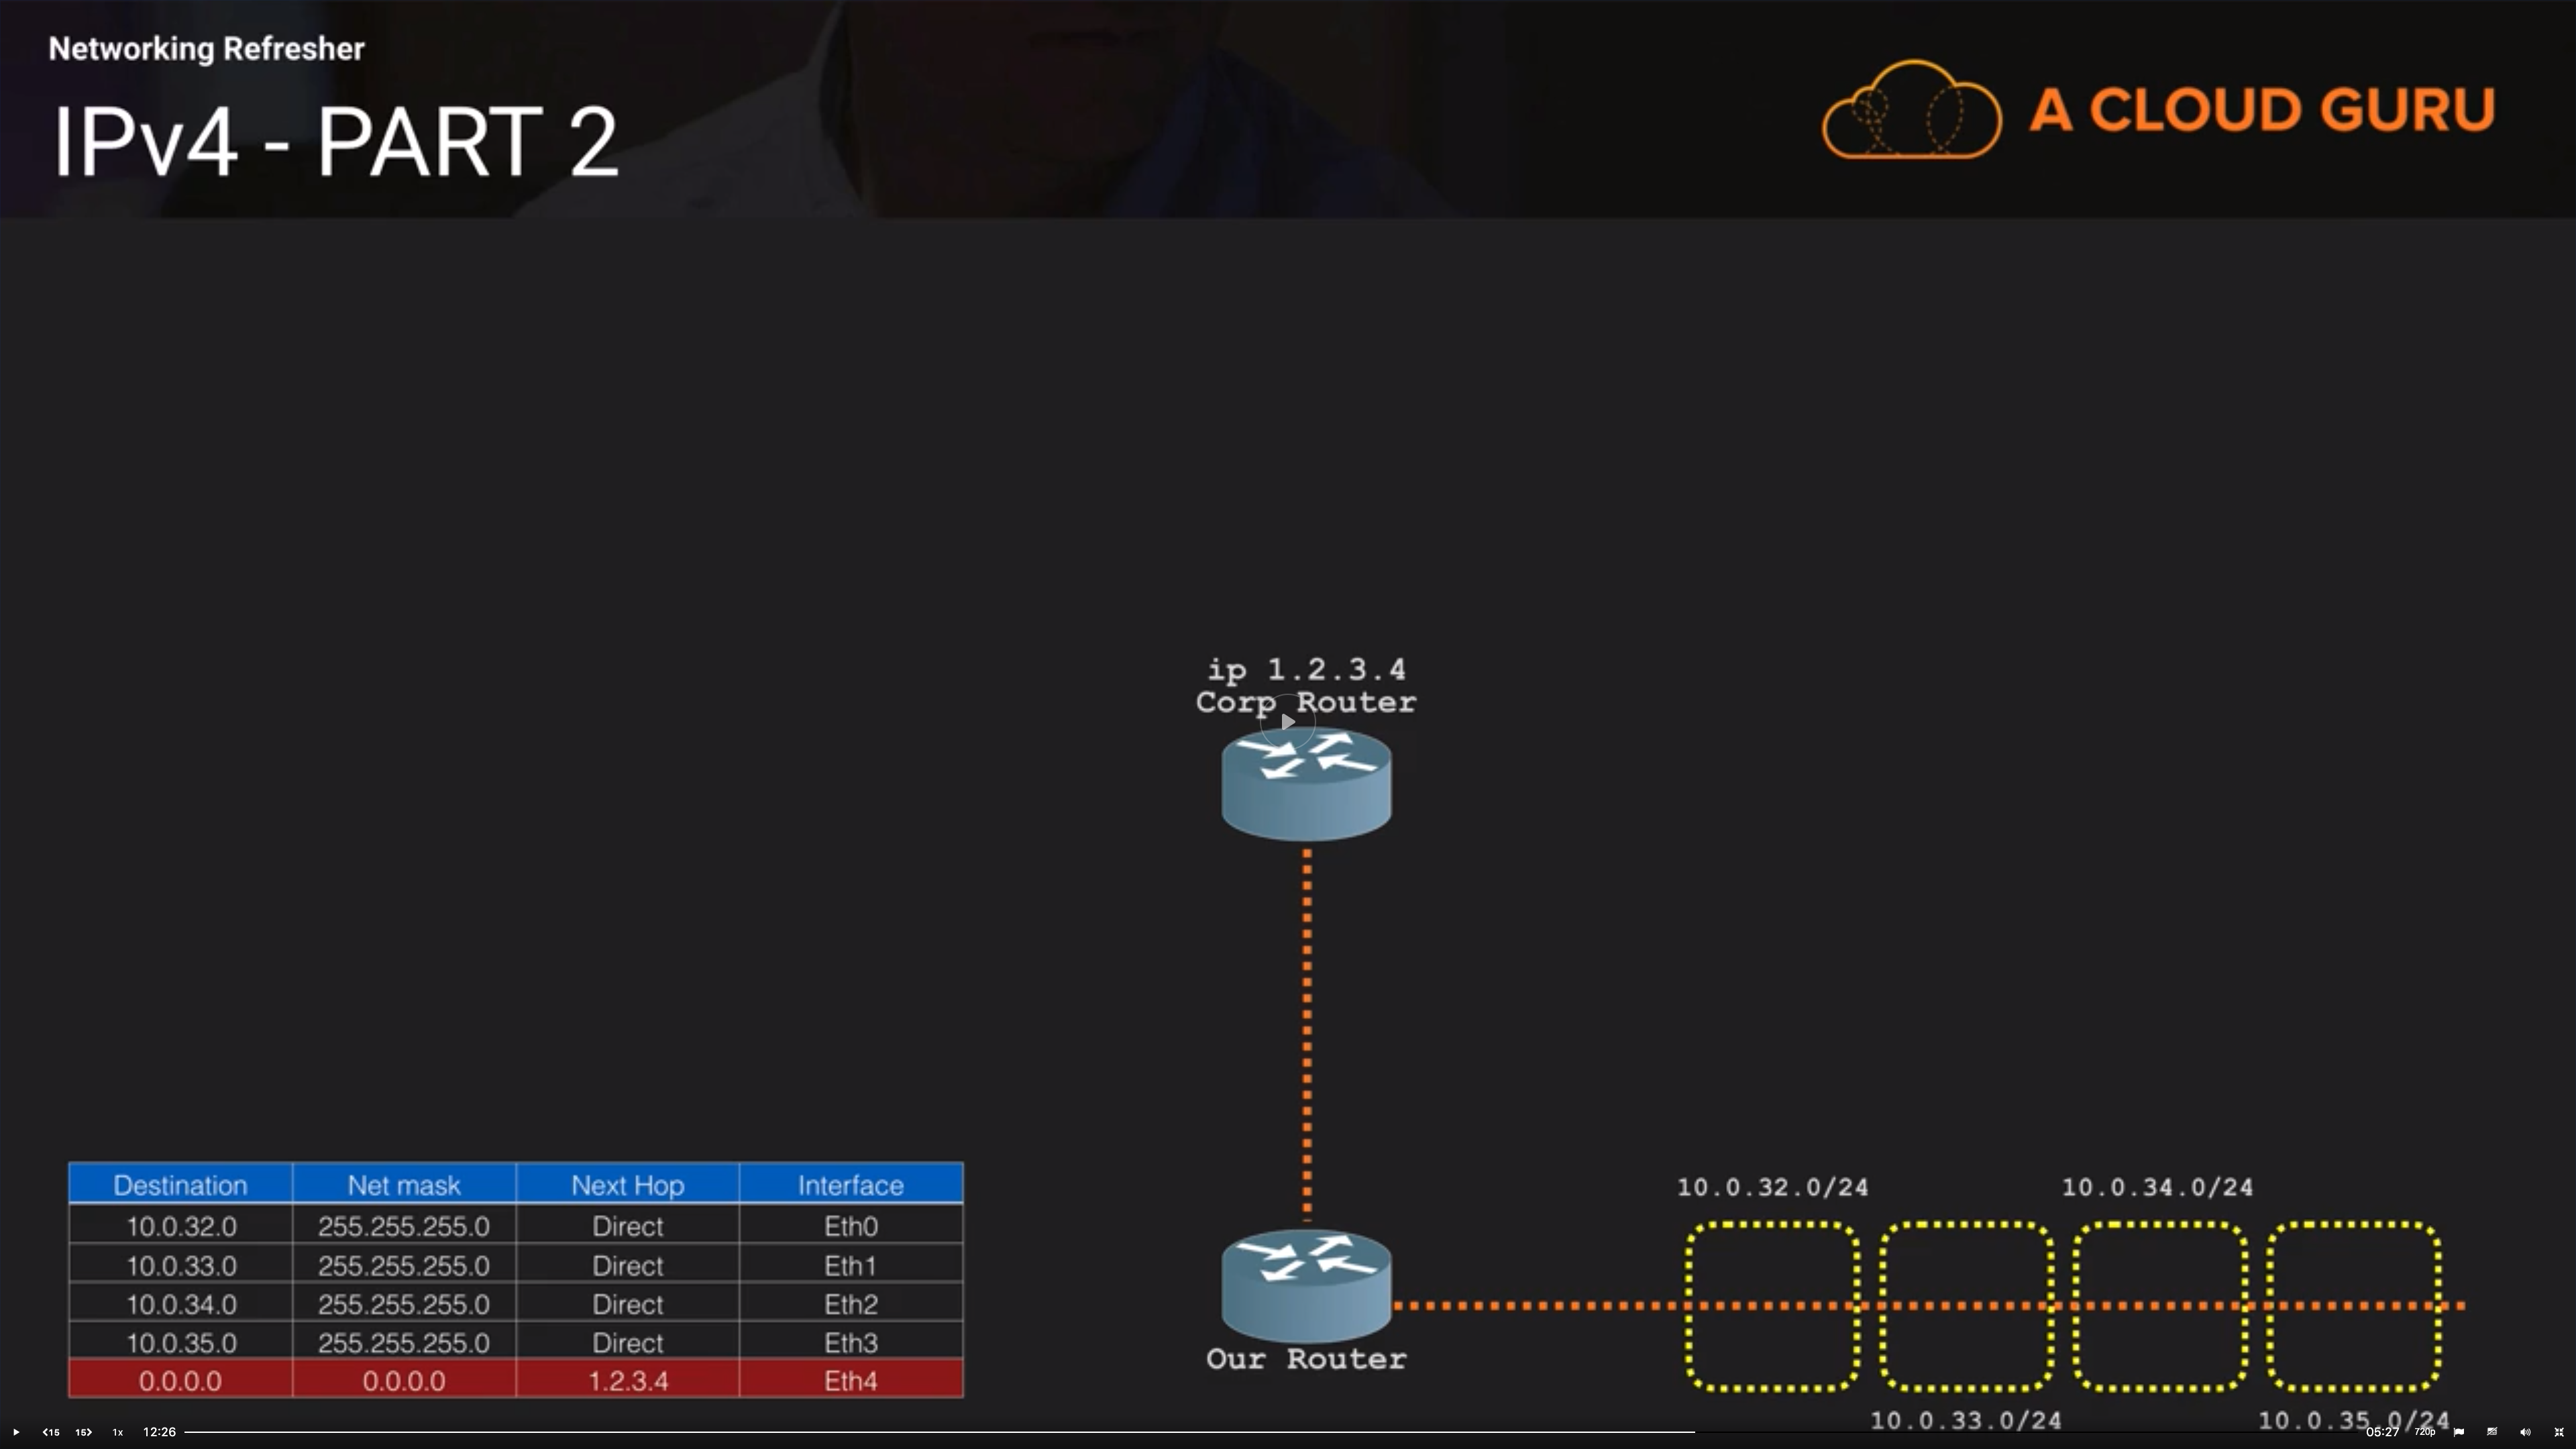 Networking Refresher
IPv4 - PART 2
A CLOUD GURU
ip 1.2.3.4
Corp Router
Destination Net mask Next Hop Interface
10.0.32.0 255.255.255.0 Direct Eth0
10.0.33.0 255.255.255.0 Direct Eth1
10.0.34.0 255.255.255.0 Direct Eth2
10.0.35.0 255.255.255.0 Direct Eth3
0.0.0.0 0.0.0.0 1.2.3.4 Eth4
Our Router
10.0.32.0/24 10.0.34.0/24
10.0.33.0/24 10.0.35.0/24
15 15 1x 12:26 05:27 720p